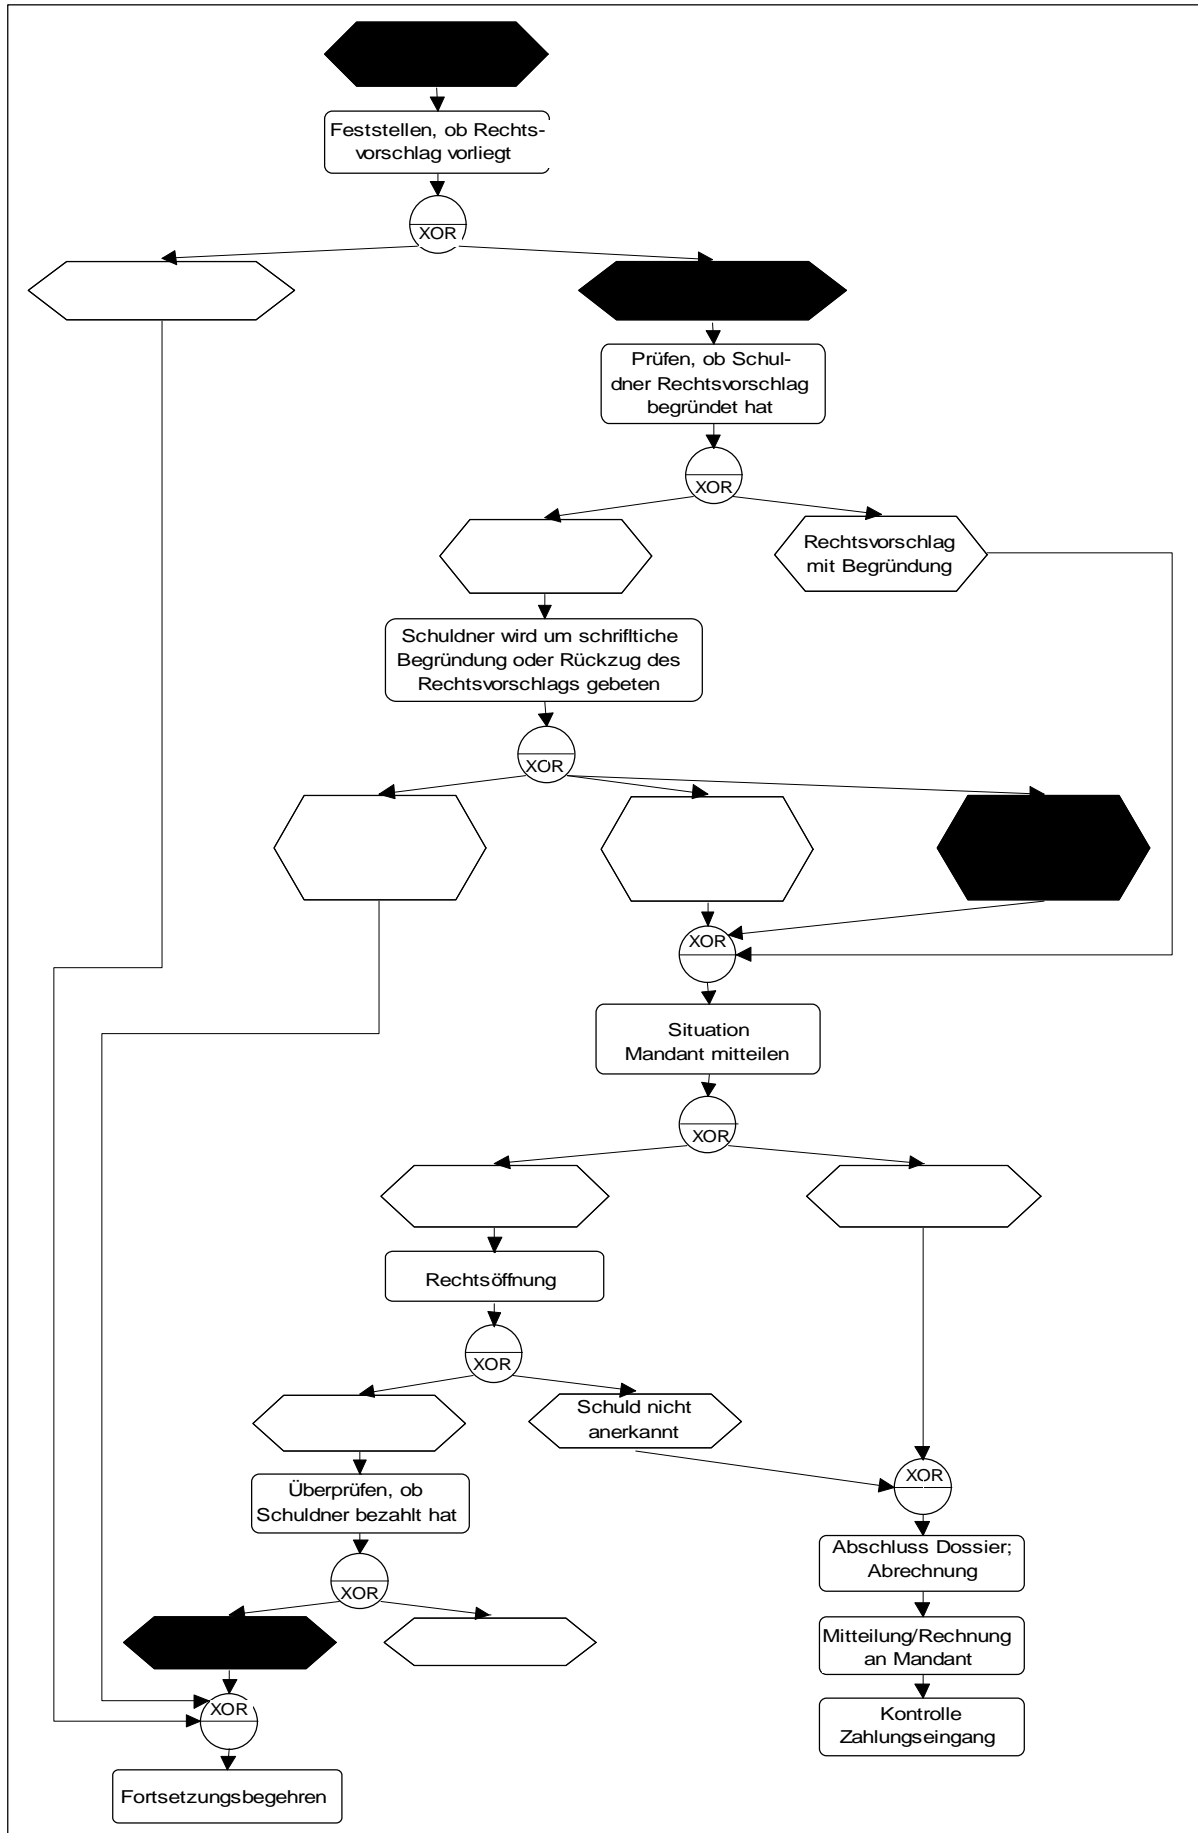 Feststellen, ob Rechts-
vorschlag vorliegt
XOR
Prüfen, ob Schul-
dner Rechtsvorschlag
begründet hat
XOR
Rechtsvorschlag
mit Begründung
Schuldner wird um schrifltiche
Begründung oder Rückzug des
Rechtsvorschlags gebeten
XOR
XOR
Situation
Mandant mitteilen
XOR
Rechtsöffnung
XOR
Schuld nicht
anerkannt
Überprüfen, ob
Schuldner bezahlt hat
XOR
XOR
Abschluss Dossier;
Abrechnung
Mitteilung/Rechnung
an Mandant
Kontrolle
Zahlungseingang
XOR
Fortsetzungsbegehren